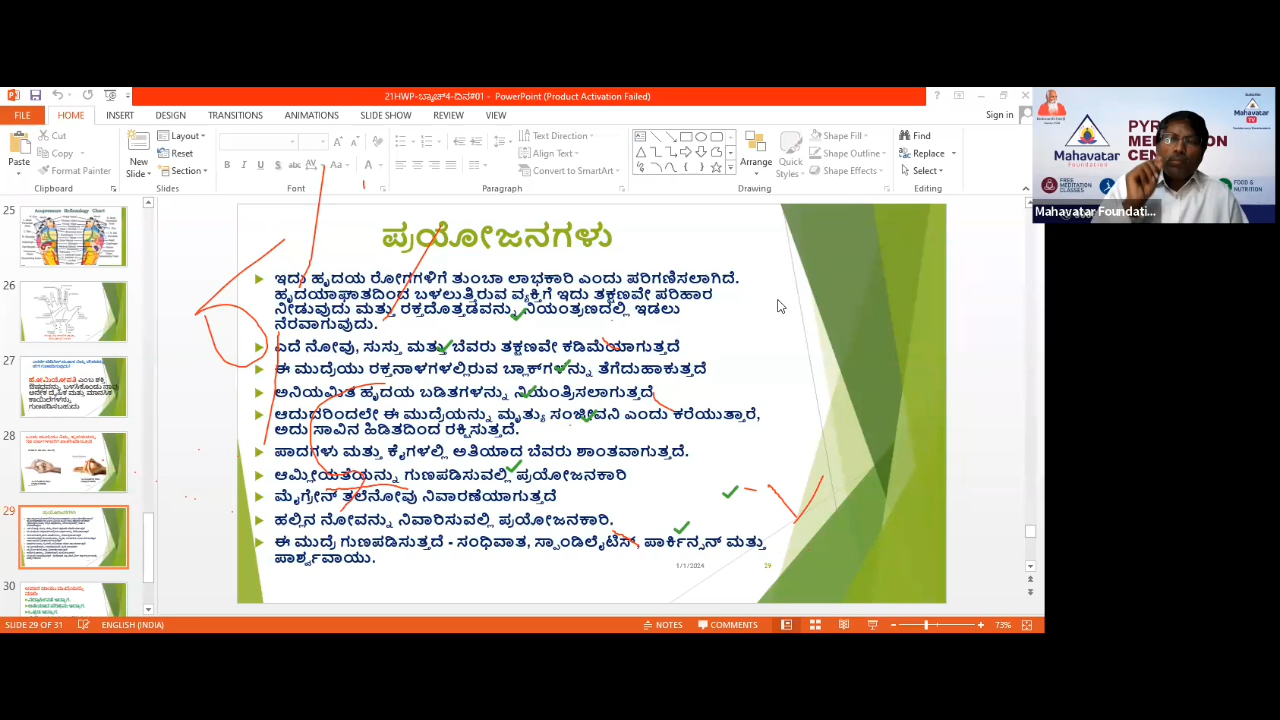 21HWP-ಬ್ಯಾಚ್4-ದಿನ#01 - PowerPoint (Product Activation Failed)
Sign in
FILE HOME INSERT DESIGN TRANSITIONS ANIMATIONS SLIDE SHOW REVIEW VIEW
Paste
Cut
Copy
Format Painter
Clipboard
New Slide
Layout
Reset
Section
Slides
Font
Text Direction
Align Text
Convert to SmartArt
Paragraph
Arrange
Quick Styles
Shape Fill
Shape Outline
Shape Effects
Drawing
Find
Replace
Select
Editing
25
26
27
28
29
30
ಪ್ರಯೋಜನಗಳು
ಇದು ಹೃದಯ ರೋಗಗಳಿಗೆ ತುಂಬಾ ಲಾಭಕಾರಿ ಎಂದು ಪರಿಗಣಿಸಲಾಗಿದೆ.
ಹೃದಯಾಘಾತದಿಂದ ಬಳಲುತ್ತಿರುವ ವ್ಯಕ್ತಿಗೆ ಇದು ತಕ್ಷಣವೇ ಪರಿಹಾರ
ನೀಡುವುದು ಮತ್ತು ರಕ್ತದೊತ್ತಡವನ್ನು ನಿಯಂತ್ರಣದಲ್ಲಿ ಇಡಲು
ನೆರವಾಗುವುದು.
ಎದೆ ನೋವು, ಸುಸ್ತು ಮತ್ತು ಬೆವರು ತಕ್ಷಣವೇ ಕಡಿಮೆಯಾಗುತ್ತದೆ
ಈ ಮುದ್ರೆಯು ರಕ್ತನಾಳಗಳಲ್ಲಿರುವ ಬ್ಲಾಕ್‌ಗಳನ್ನು ತೆಗೆದುಹಾಕುತ್ತದೆ
ಅನಿಯಮಿತ ಹೃದಯ ಬಡಿತಗಳನ್ನು ನಿಯಂತ್ರಿಸಲಾಗುತ್ತದೆ
ಆದುದರಿಂದಲೇ ಈ ಮುದ್ರೆಯನ್ನು ಮೃತ್ಯು ಸಂಜೀವನಿ ಎಂದು ಕರೆಯುತ್ತಾರೆ,
ಅದು ಸಾವಿನ ಹಿಡಿತದಿಂದ ರಕ್ಷಿಸುತ್ತದೆ.
ಪಾದಗಳು ಮತ್ತು ಕೈಗಳಲ್ಲಿ ಅತಿಯಾದ ಬೆವರು ಶಾಂತವಾಗುತ್ತದೆ.
ಆಮ್ಲೀಯತೆಯನ್ನು ಗುಣಪಡಿಸುವಲ್ಲಿ ಪ್ರಯೋಜನಕಾರಿ
ಮೈಗ್ರೇನ್ ತಲೆನೋವು ನಿವಾರಣೆಯಾಗುತ್ತದೆ
ಹಲ್ಲಿನ ನೋವನ್ನು ನಿವಾರಿಸುವಲ್ಲಿ ಪ್ರಯೋಜನಕಾರಿ.
ಈ ಮುದ್ರೆ ಗುಣಪಡಿಸುತ್ತದೆ - ಸಂಧಿವಾತ, ಸ್ಪಾಂಡಿಲೈಟಿಸ್, ಪಾರ್ಕಿನ್ಸನ್ ಮತ್ತು
ಪಾರ್ಶ್ವವಾಯು.
1/1/2024 29
Mahavatar
Foundation
Mahavatar TV
PYR
MEDITATION
CEN
FREE MEDITATION CLASSES
FOOD & NUTRITION
Mahavatar Foundati...
SLIDE 29 OF 31 ENGLISH (INDIA) NOTES COMMENTS 73%